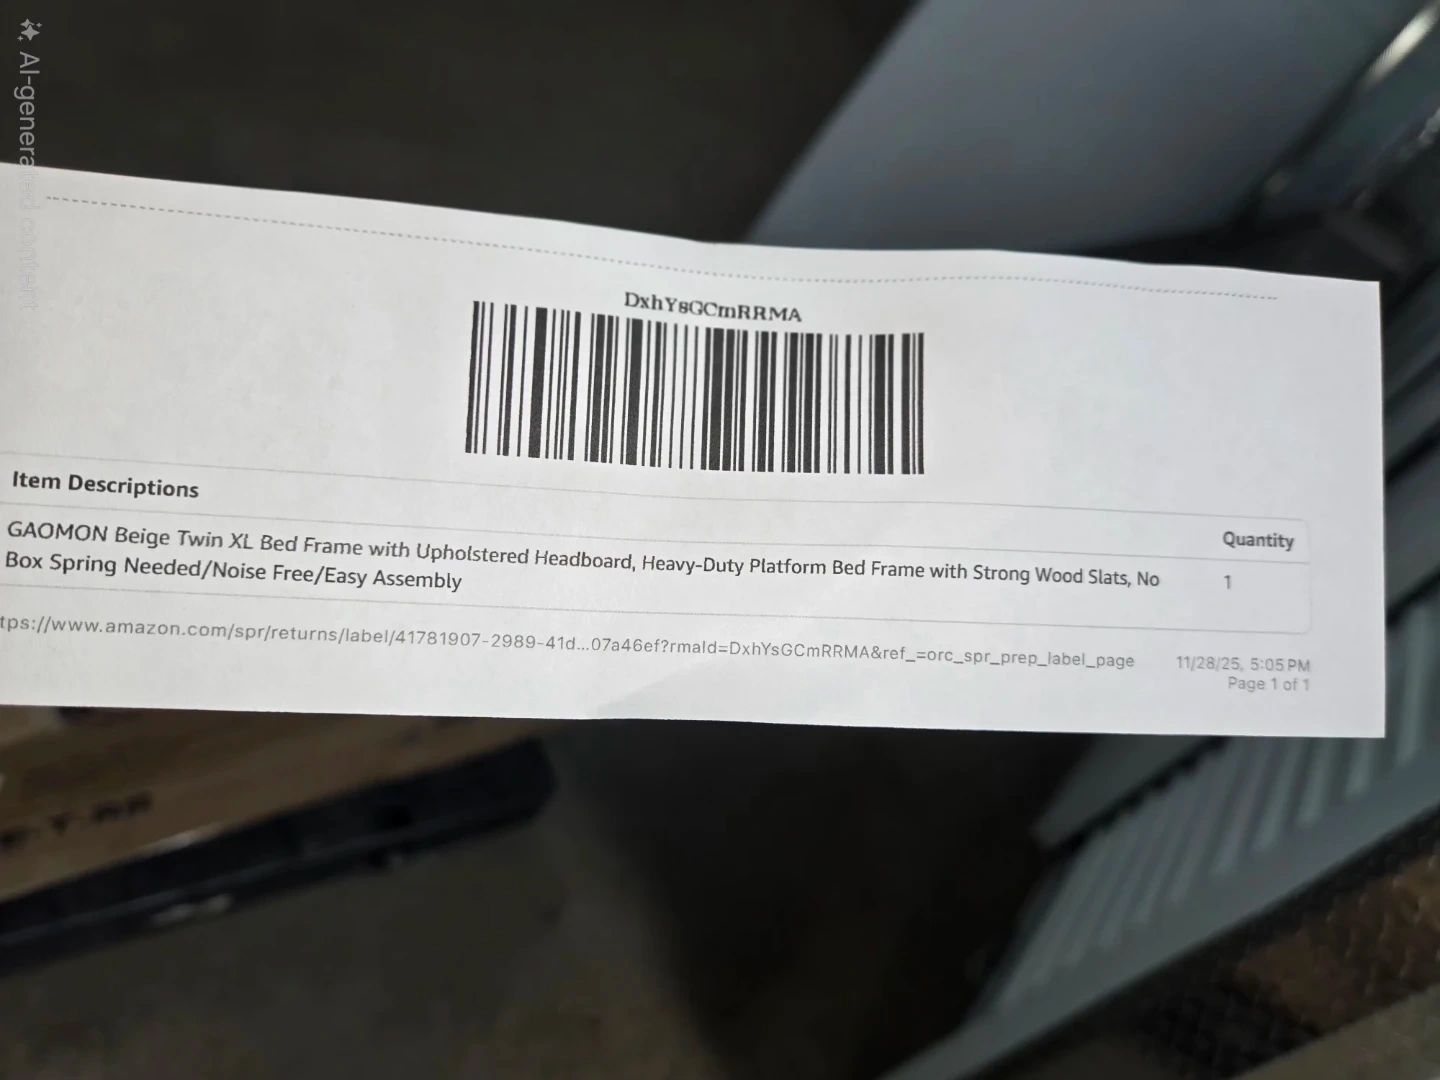 AI-generated content
DxhYsGCmRRMA
Item Descriptions
Quantity
GAOMON Beige Twin XL Bed Frame with Upholstered Headboard, Heavy-Duty Platform Bed Frame with Strong Wood Slats, No
Box Spring Needed/Noise Free/Easy Assembly
1
tps://www.amazon.com/spr/returns/label/41781907-2989-41d...07a46ef?rmaId=DxhYsGCmRRMA&ref_=orc_spr_prep_label_page
11/28/25, 5:05 PM
Page 1 of 1